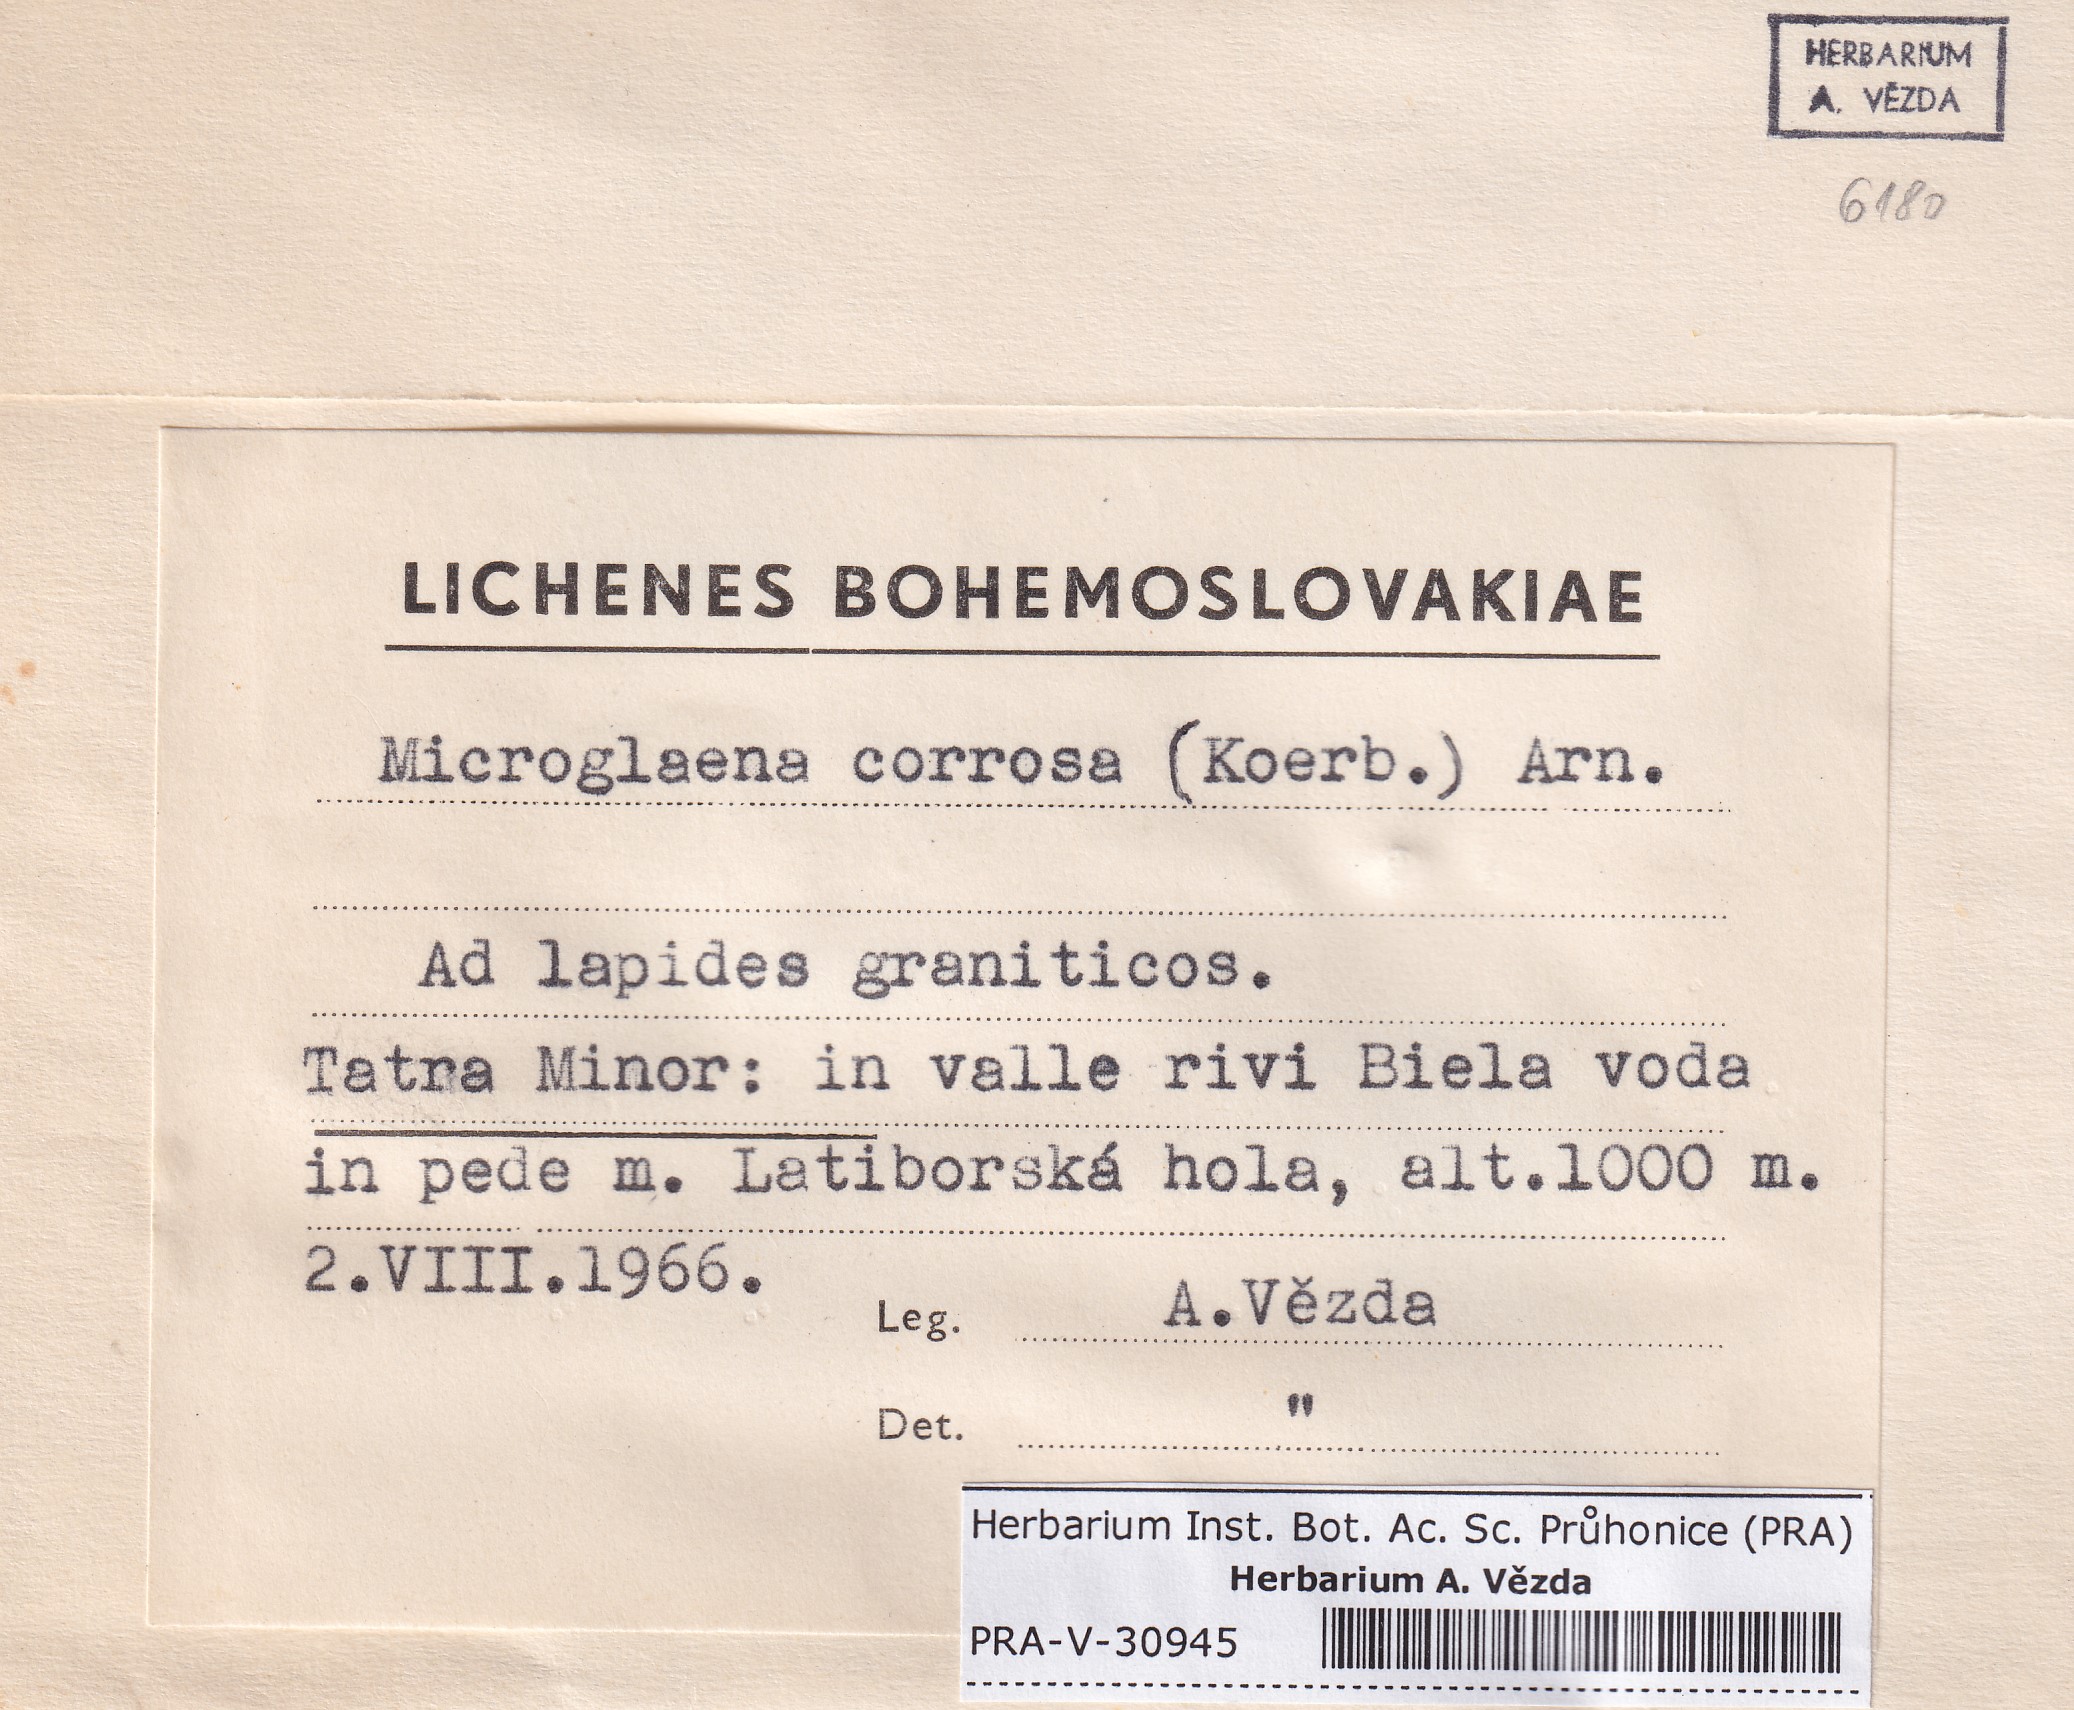 HERBARIUM
A. VĚZDA
6180
LICHENES BOHEMOSLOVAKIAE
Microglaena corrosa (Koerb.) Arn.
Ad lapides graniticos.
Tatra Minor: in valle rivi Biela voda
in pede m. Latiborská hola, alt.1000 m.
2.VIII.1966.
Leg. A.Vězda
Det. "
Herbarium Inst. Bot. Ac. Sc. Průhonice (PRA)
Herbarium A. Vězda
PRA-V-30945